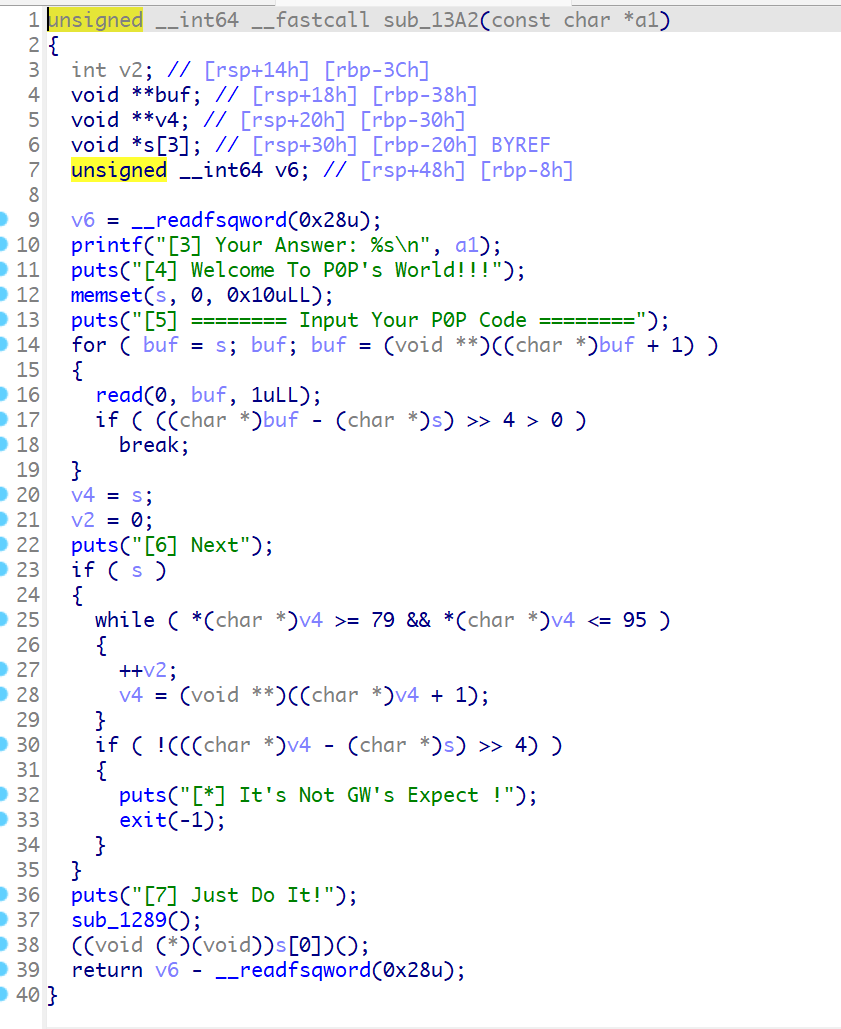 1 unsigned __int64 __fastcall sub_13A2(const char *a1)
2 {
3 int v2; // [rsp+14h] [rbp-3Ch]
4 void **buf; // [rsp+18h] [rbp-38h]
5 void **v4; // [rsp+20h] [rbp-30h]
6 void *s[3]; // [rsp+30h] [rbp-20h] BYREF
7 unsigned __int64 v6; // [rsp+48h] [rbp-8h]
8
9 v6 = __readfsqword(0x28u);
10 printf("[3] Your Answer: %s\n", a1);
11 puts("[4] Welcome To P0P's World!!!");
12 memset(s, 0, 0x10uLL);
13 puts("[5] ======== Input Your P0P Code ========");
14 for ( buf = s; buf; buf = (void **)((char *)buf + 1) )
15 {
16 read(0, buf, 1uLL);
17 if ( ((char *)buf - (char *)s) >> 4 > 0 )
18 break;
19 }
20 v4 = s;
21 v2 = 0;
22 puts("[6] Next");
23 if ( s )
24 {
25 while ( *(char *)v4 >= 79 && *(char *)v4 <= 95 )
26 {
27 ++v2;
28 v4 = (void **)((char *)v4 + 1);
29 }
30 if ( !(((char *)v4 - (char *)s) >> 4) )
31 {
32 puts("[*] It's Not GW's Expect !");
33 exit(-1);
34 }
35 }
36 puts("[7] Just Do It!");
37 sub_1289();
38 ((void (*)(void))s[0])();
39 return v6 - __readfsqword(0x28u);
40 }